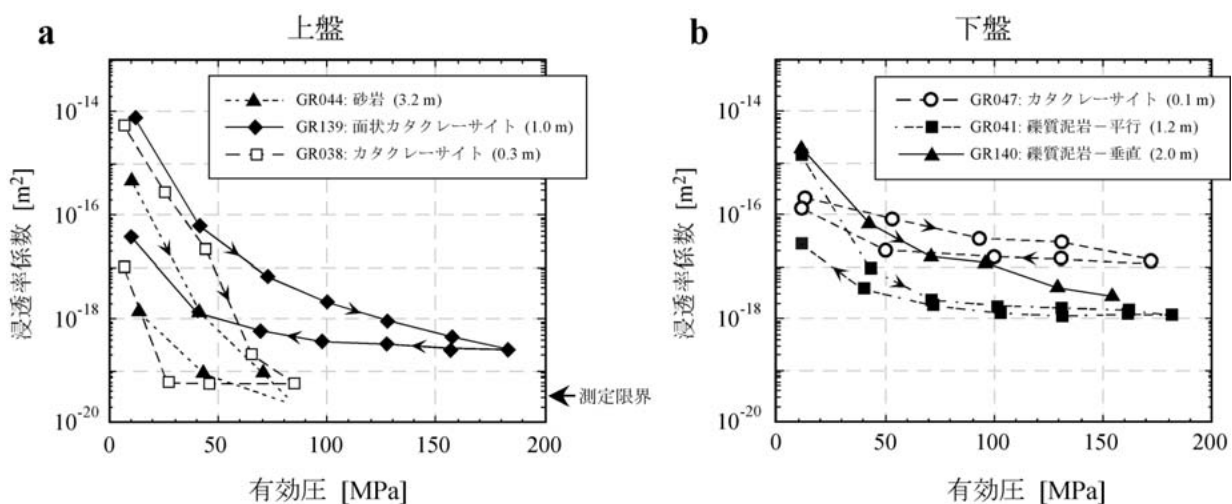 a 上盤
GR044: 砂岩 (3.2 m)
GR139: 面状カタクレーサイト (1.0 m)
GR038: カタクレーサイト (0.3 m)
浸透率係数 [m²]
10⁻¹⁴
10⁻¹⁶
10⁻¹⁸
10⁻²⁰
0 50 100 150 200
有効圧 [MPa]
測定限界
b 下盤
GR047: カタクレーサイト (0.1 m)
GR041: 礫質泥岩－平行 (1.2 m)
GR140: 礫質泥岩－垂直 (2.0 m)
浸透率係数 [m²]
10⁻¹⁴
10⁻¹⁶
10⁻¹⁸
10⁻²⁰
0 50 100 150 200
有効圧 [MPa]